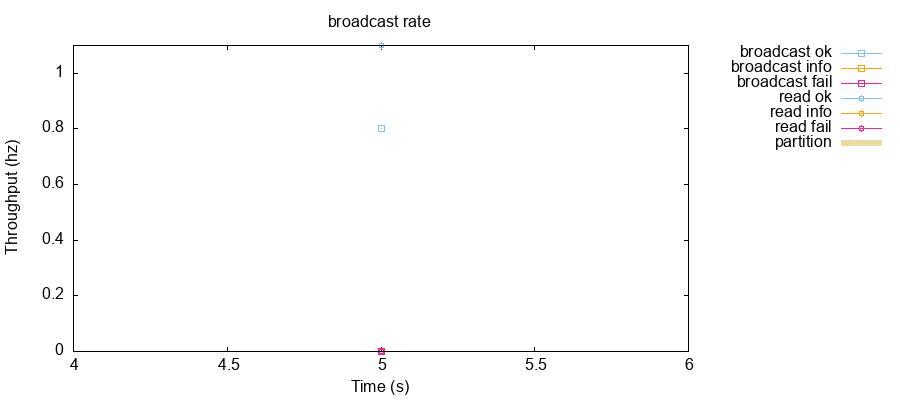 broadcast rate
broadcast ok
broadcast info
broadcast fail
read ok
read info
read fail
partition
Throughput (hz)
1
0.8
0.6
0.4
0.2
0
4
4.5
5
5.5
6
Time (s)